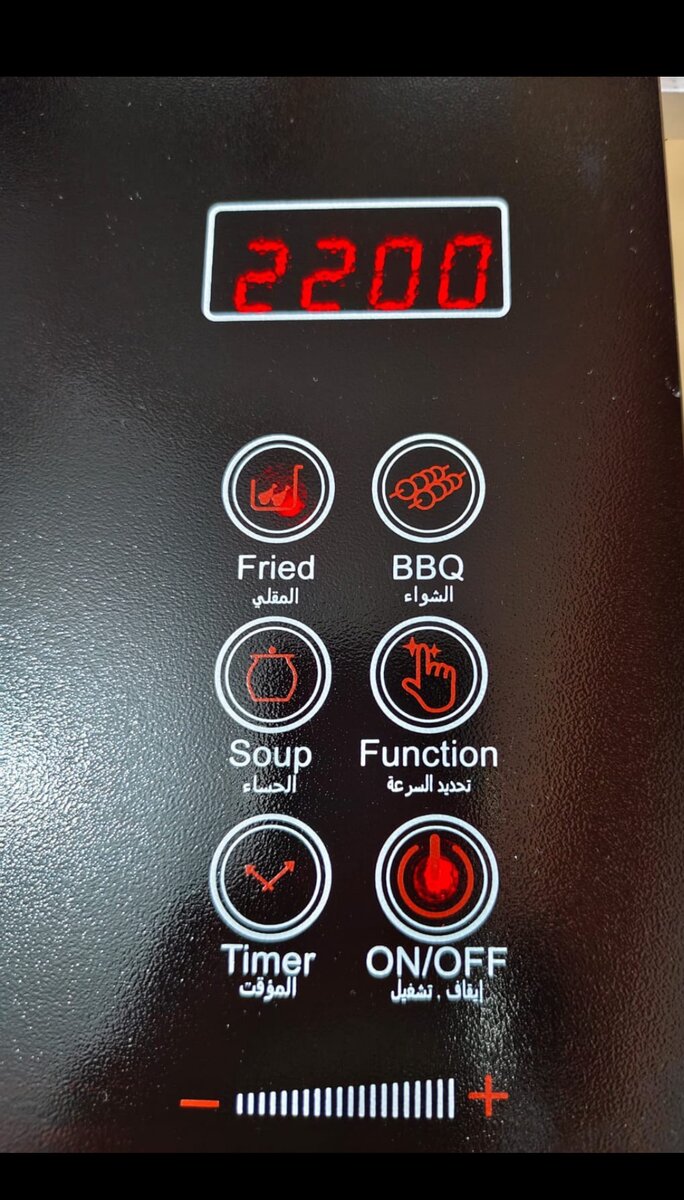 2200
Fried BBQ
المقلي الشواء
Soup Function
الحساء تحديد السرعة
Timer ON/OFF
المؤقت إيقاف . تشغيل
- +